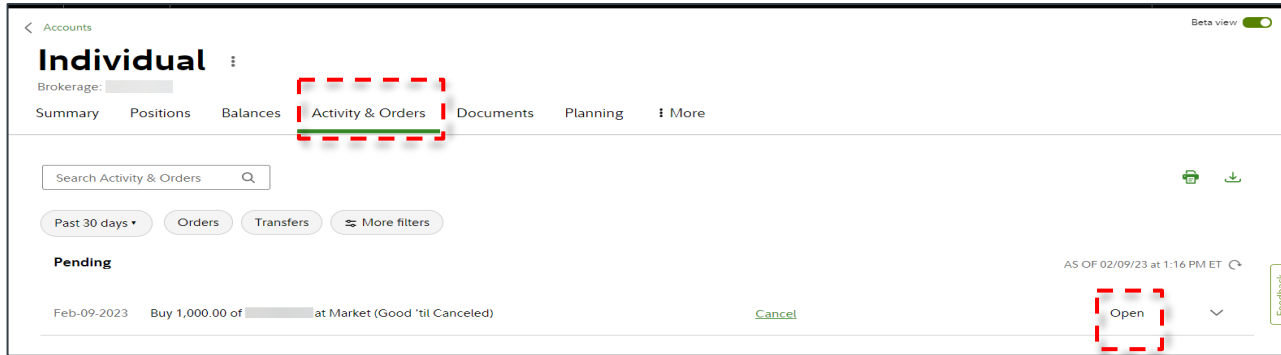 Accounts
Beta view
Individual
Brokerage:
Summary Positions Balances Activity & Orders Documents Planning More
Search Activity & Orders
Past 30 days Orders Transfers More filters
Pending
AS OF 02/09/23 at 1:16 PM ET
Feedback
Feb-09-2023 Buy 1,000.00 of at Market (Good 'til Canceled) Cancel Open